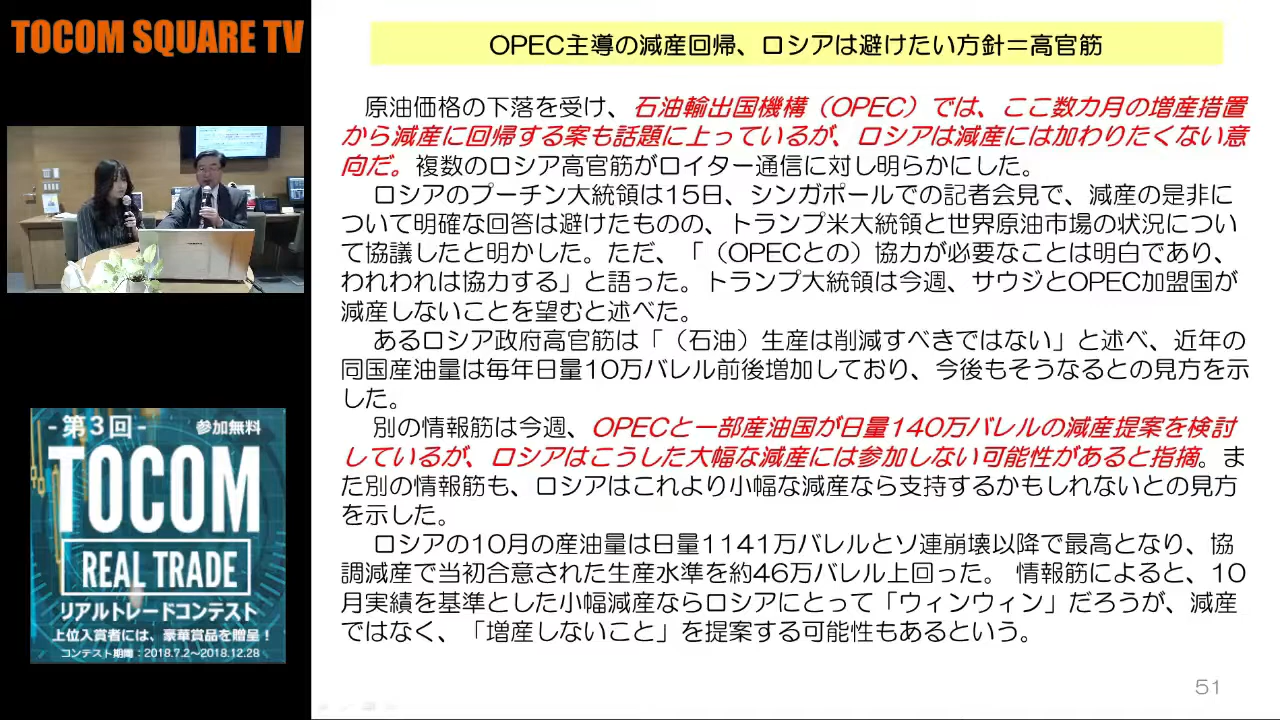 TOCOM SQUARE TV
OPEC主導の減産回帰、ロシアは避けたい方針＝高官筋
原油価格の下落を受け、石油輸出国機構（OPEC）では、ここ数カ月の増産措置
から減産に回帰する案も話題に上っているが、ロシアは減産には加わりたくない意
向だ。複数のロシア高官筋がロイター通信に対し明らかにした。
ロシアのプーチン大統領は15日、シンガポールでの記者会見で、減産の是非に
ついて明確な回答は避けたものの、トランプ米大統領と世界原油市場の状況につい
て協議したと明かした。ただ、「（OPECとの）協力が必要なことは明白であり、
われわれは協力する」と語った。トランプ大統領は今週、サウジとOPEC加盟国が
減産しないことを望むと述べた。
あるロシア政府高官筋は「（石油）生産は削減すべきではない」と述べ、近年の
同国産油量は毎年日量10万バレル前後増加しており、今後もそうなるとの見方を示
した。
別の情報筋は今週、OPECと一部産油国が日量140万バレルの減産提案を検討
しているが、ロシアはこうした大幅な減産には参加しない可能性があると指摘。ま
た別の情報筋も、ロシアはこれより小幅な減産なら支持するかもしれないとの見方
を示した。
ロシアの10月の産油量は日量1141万バレルとソ連崩壊以降で最高となり、協
調減産で当初合意された生産水準を約46万バレル上回った。 情報筋によると、10
月実績を基準とした小幅減産ならロシアにとって「ウィンウィン」だろうが、減産
ではなく、「増産しないこと」を提案する可能性もあるという。
51
-第3回- 参加無料
TOCOM
REAL TRADE
リアルトレードコンテスト
上位入賞者には、豪華賞品を贈呈！
コンテスト期間：2018.7.2～2018.12.28